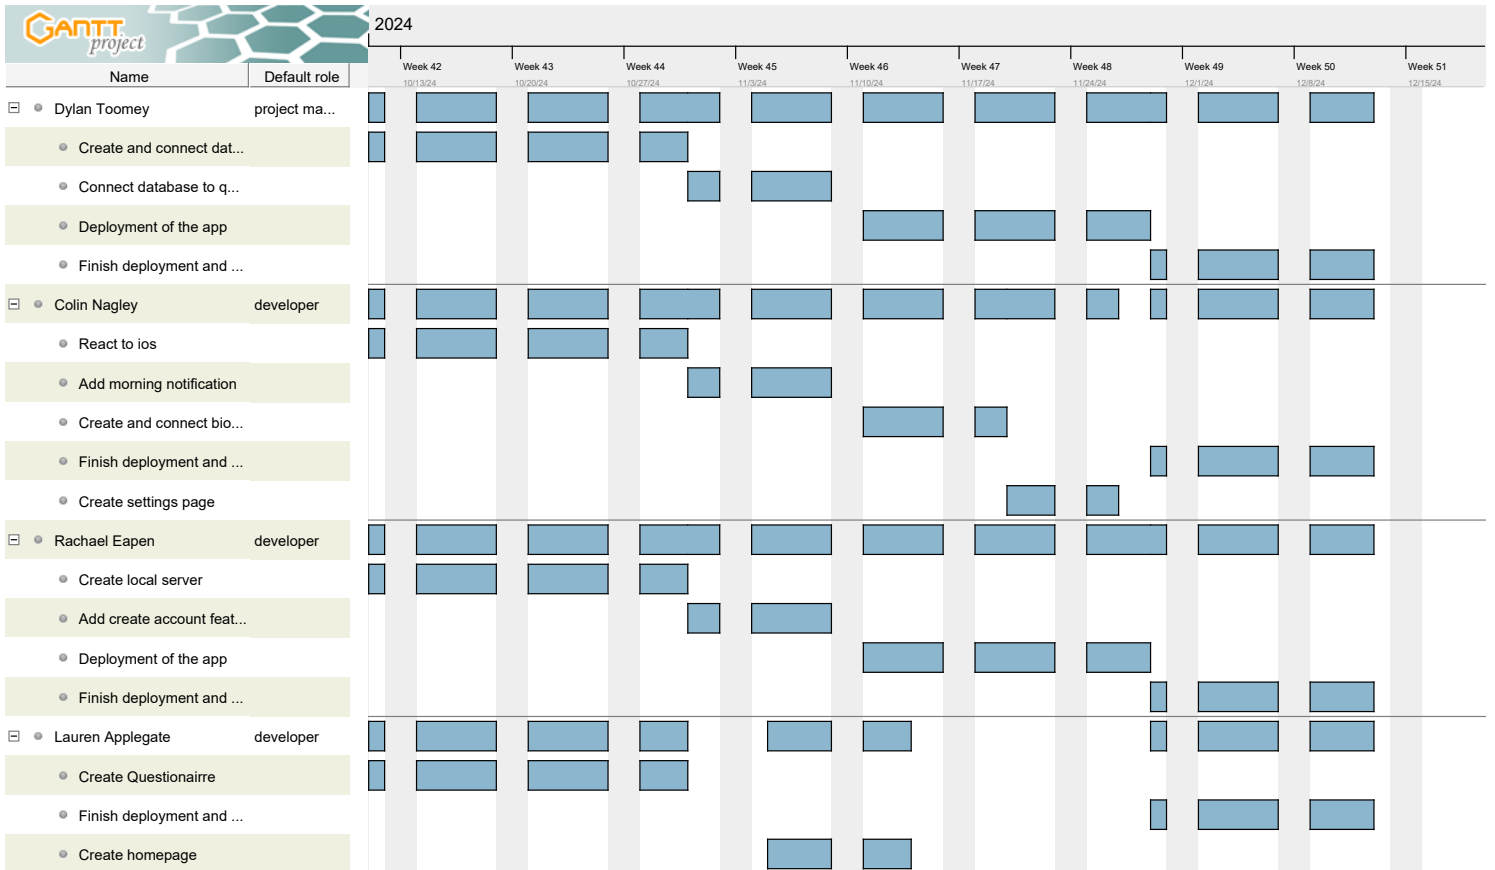 GANTT
project
2024
Week 42
Week 43
Week 44
Week 45
Week 46
Week 47
Week 48
Week 49
Week 50
Week 51
Name
Default role
10/13/24
10/20/24
10/27/24
11/3/24
11/10/24
11/17/24
11/24/24
12/1/24
12/8/24
12/15/24
Dylan Toomey project ma...
Create and connect dat...
Connect database to q...
Deployment of the app
Finish deployment and ...
Colin Nagley developer
React to ios
Add morning notification
Create and connect bio...
Finish deployment and ...
Create settings page
Rachael Eapen developer
Create local server
Add create account feat...
Deployment of the app
Finish deployment and ...
Lauren Applegate developer
Create Questionairre
Finish deployment and ...
Create homepage